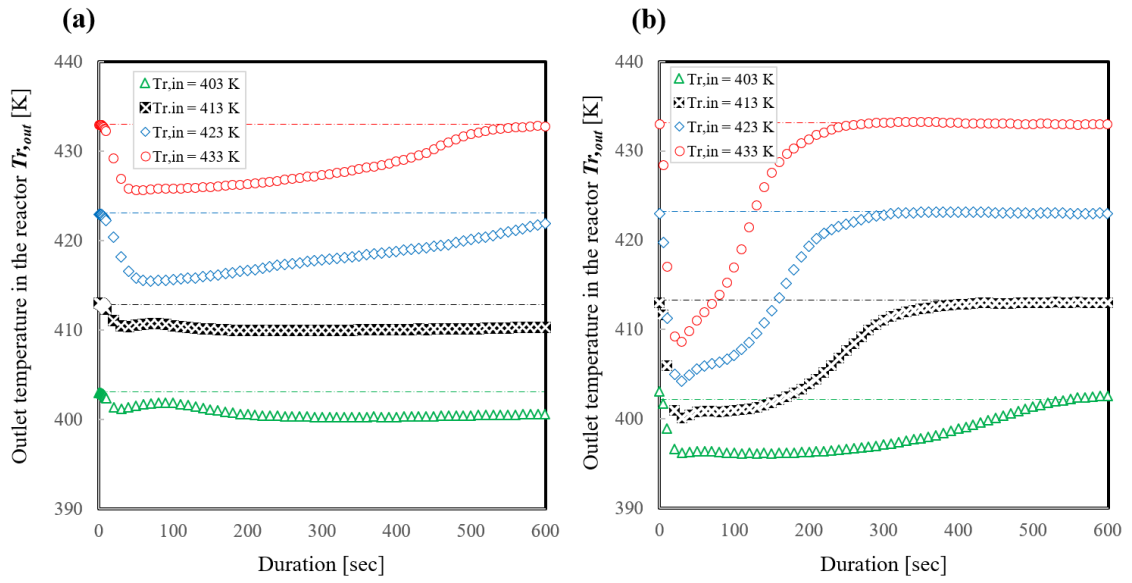 (a)
Outlet temperature in the reactor Tr,out [K]
440
430
420
410
400
390
Tr,in = 403 K
Tr,in = 413 K
Tr,in = 423 K
Tr,in = 433 K
0 100 200 300 400 500 600
Duration [sec]
(b)
Outlet temperature in the reactor Tr,out [K]
440
430
420
410
400
390
Tr,in = 403 K
Tr,in = 413 K
Tr,in = 423 K
Tr,in = 433 K
0 100 200 300 400 500 600
Duration [sec]